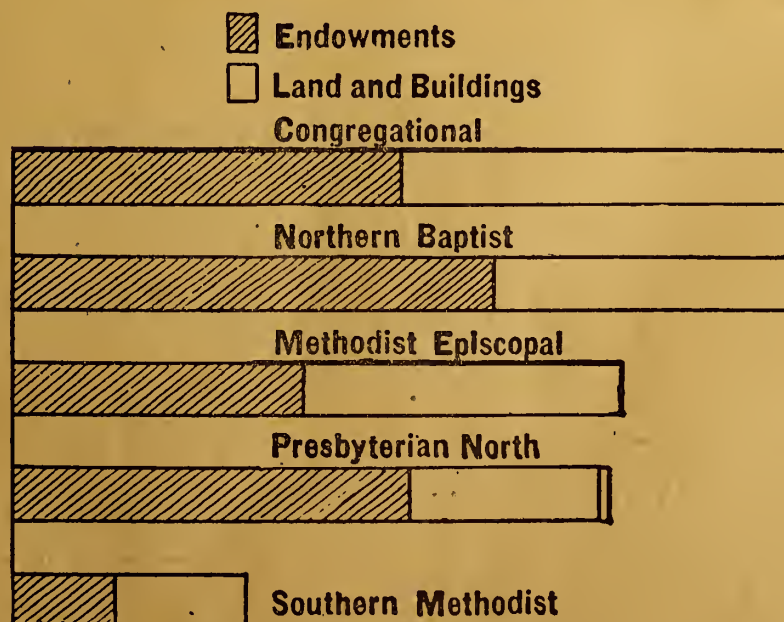 Endowments
Land and Buildings
Congregational
Northern Baptist
Methodist Episcopal
Presbyterian North
Southern Methodist